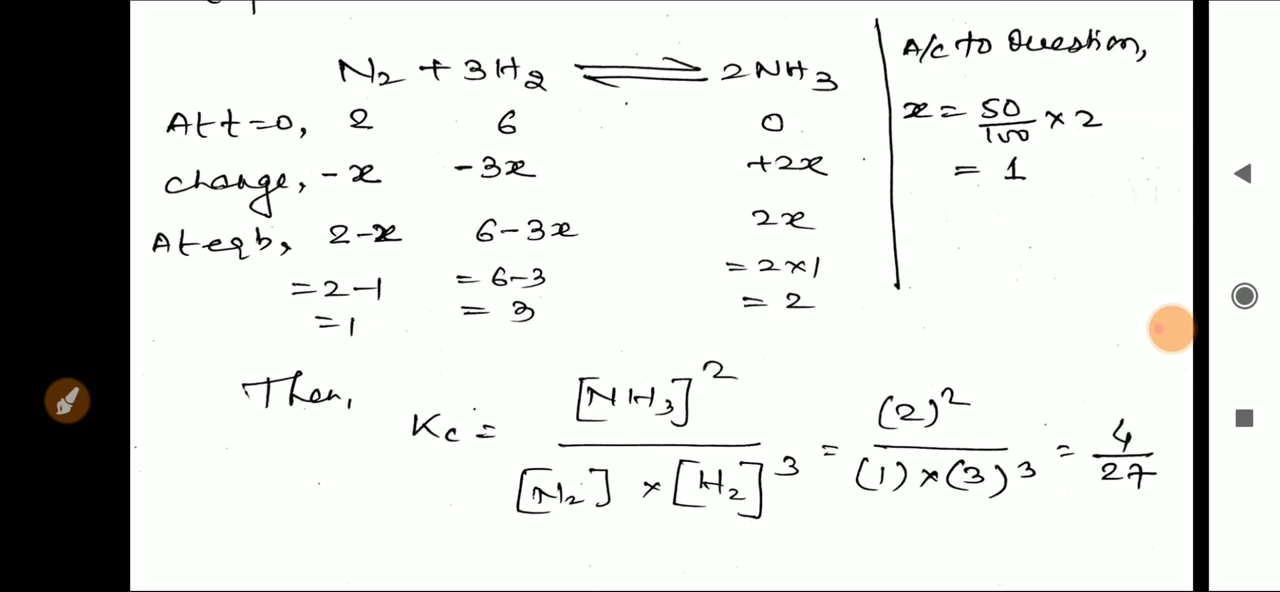 N2 + 3H2 ⇌ 2NH3
At t=0, 2 6 0
change, -x -3x +2x
At eqb, 2-x 6-3x 2x
=2-1 = 6-3 = 2×1
=1 = 3 = 2
A/c to Question,
x = 50/100 × 2
= 1
Then,
Kc = [NH3]^2 / [N2] × [H2]^3 = (2)^2 / (1)×(3)^3 = 4/27